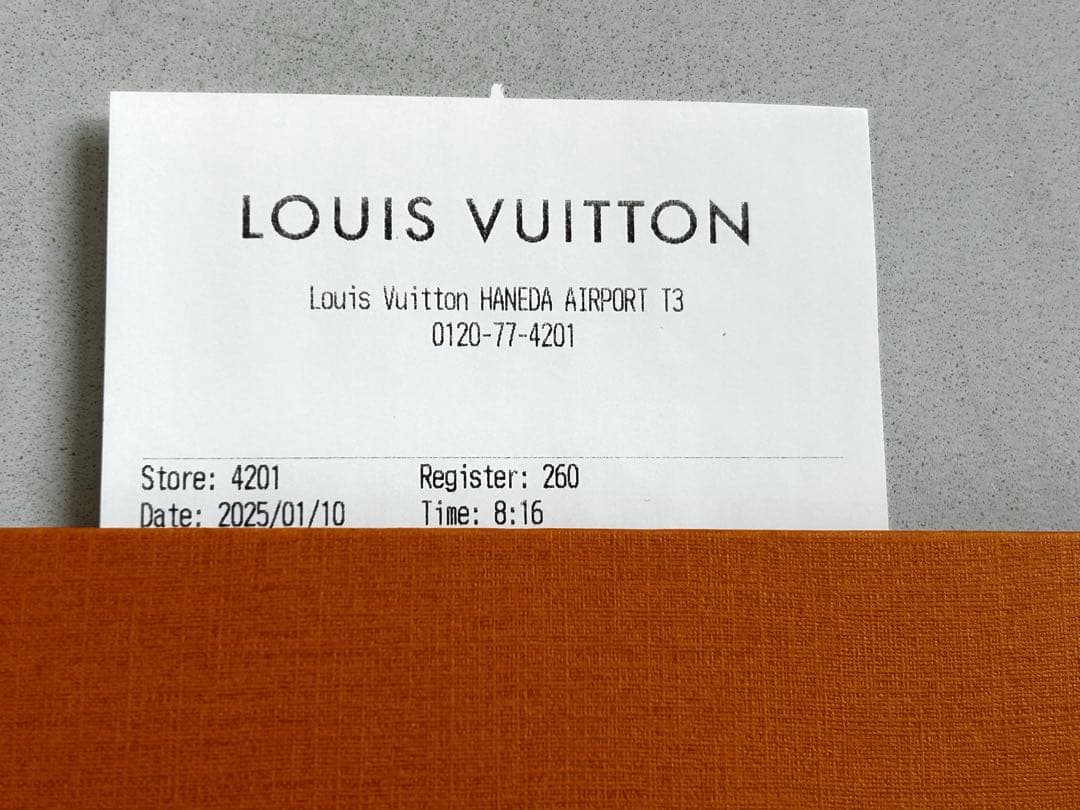 LOUIS VUITTON
Louis Vuitton HANEDA AIRPORT T3
0120-77-4201
Store: 4201 Register: 260
Date: 2025/01/10 Time: 8:16